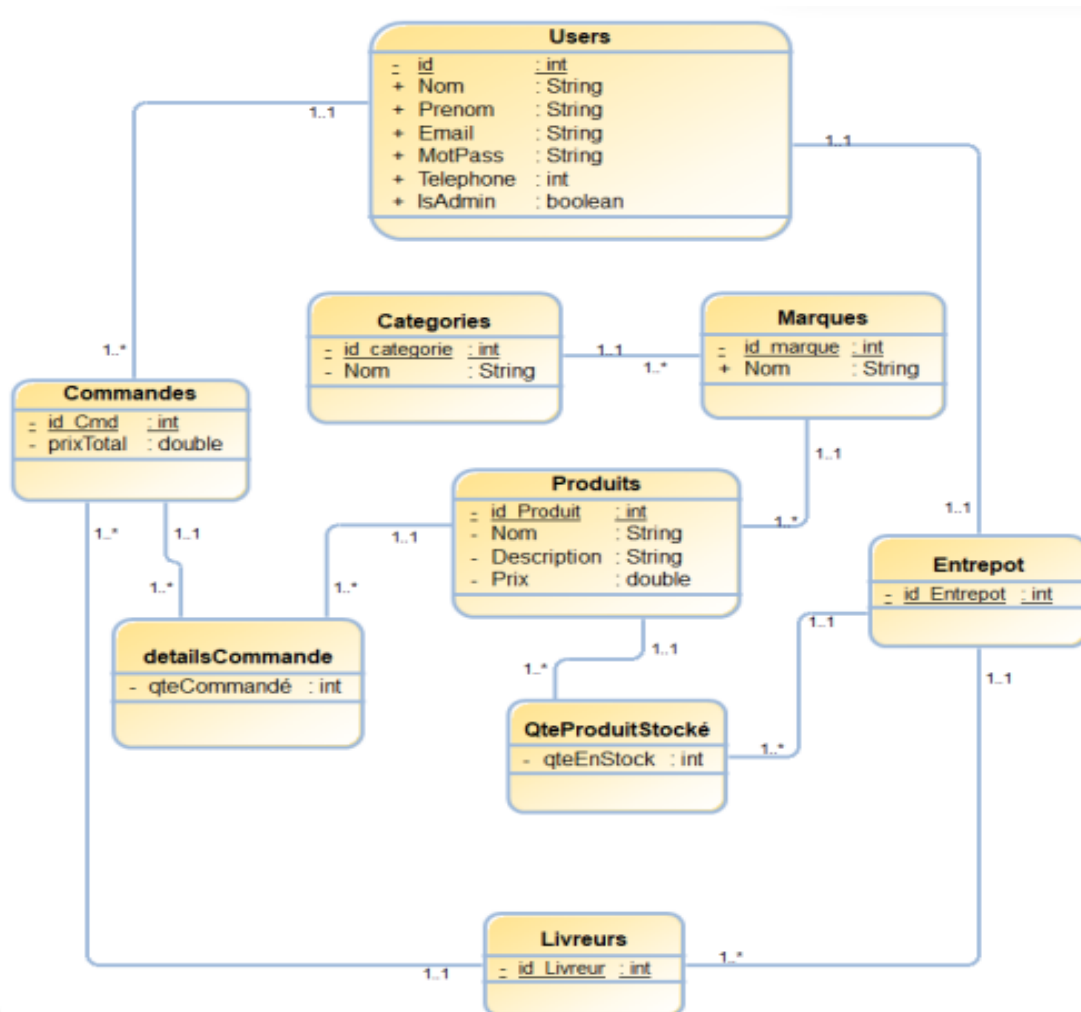 Users
- id : int
+ Nom : String
+ Prenom : String
+ Email : String
+ MotPass : String
+ Telephone : int
+ IsAdmin : boolean
1..1
1..1
Categories
- id_categorie : int
- Nom : String
1..1
1..*
Marques
- id_marque : int
+ Nom : String
1..*
Commandes
- id_Cmd : int
- prixTotal : double
1..1
Produits
- id_Produit : int
- Nom : String
- Description : String
- Prix : double
1..*
1..1
1..*
1..1
1..1
Entrepot
- id_Entrepot : int
1..*
1..*
1..1
detailsCommande
- qteCommandé : int
1..*
1..1
1..1
QteProduitStocké
- qteEnStock : int
1..*
Livreurs
- id_Livreur : int
1..1
1..*